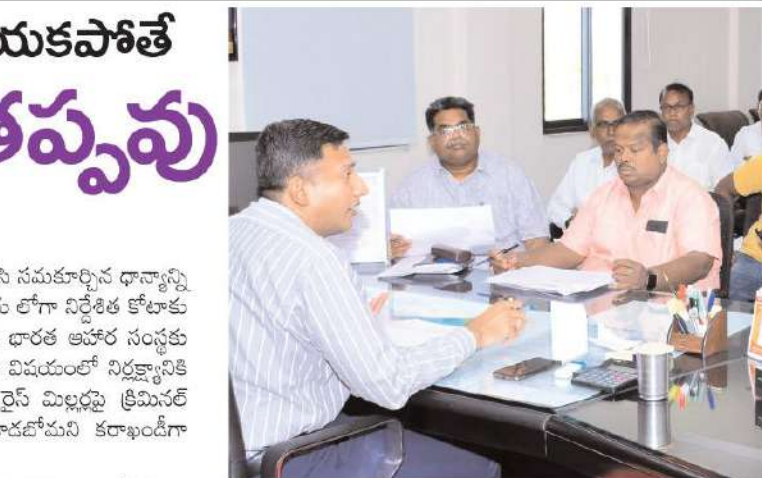 యకపోతే
తప్పవు
సి సమకూర్చిన ధాన్యాన్ని
లోగా నిర్దేశిత కోటాకు
భారత ఆహార సంస్థకు
విషయంలో నిర్లక్ష్యానికి
రైస్ మిల్లర్లపై క్రిమినల్
డబోమని కరాఖండీగా